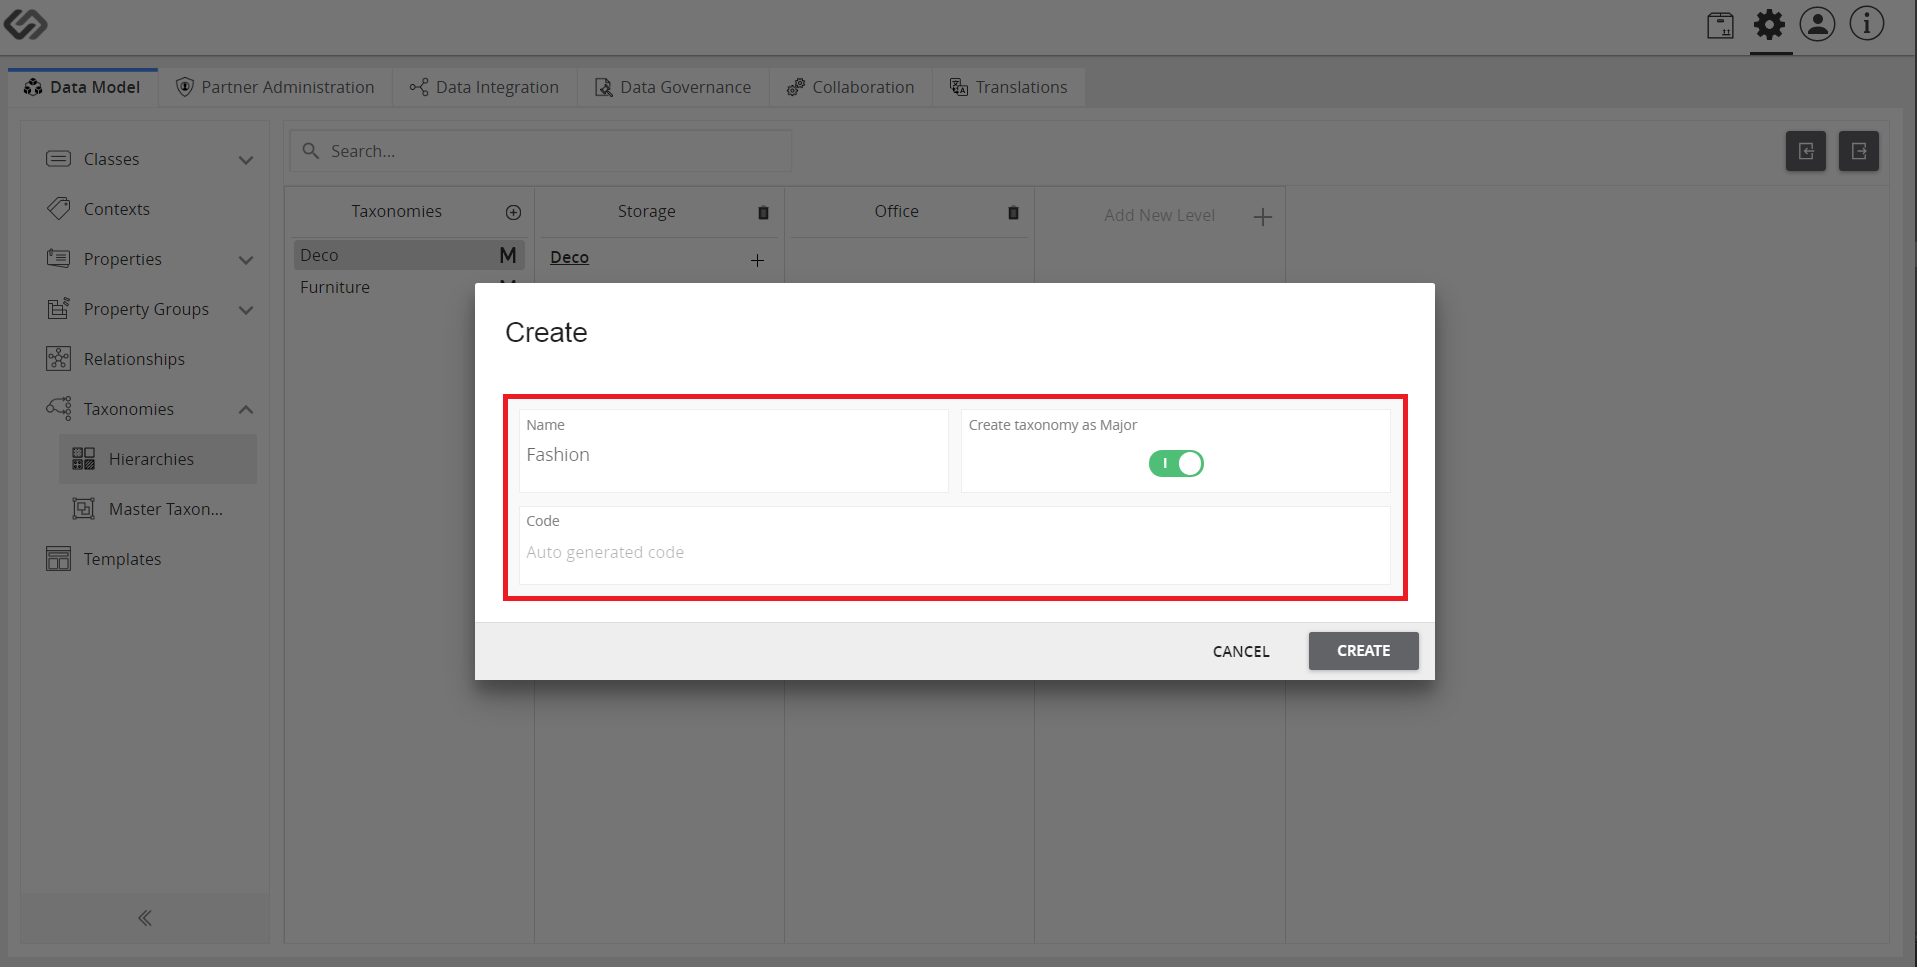 Data Model
Partner Administration
Data Integration
Data Governance
Collaboration
Translations
Classes
Contexts
Properties
Property Groups
Relationships
Taxonomies
Hierarchies
Master Taxon...
Templates
Search...
Taxonomies
Storage
Office
Add New Level
Deco M
Deco
Furniture
Create
Name
Fashion
Create taxonomy as Major
Code
Auto generated code
CANCEL
CREATE